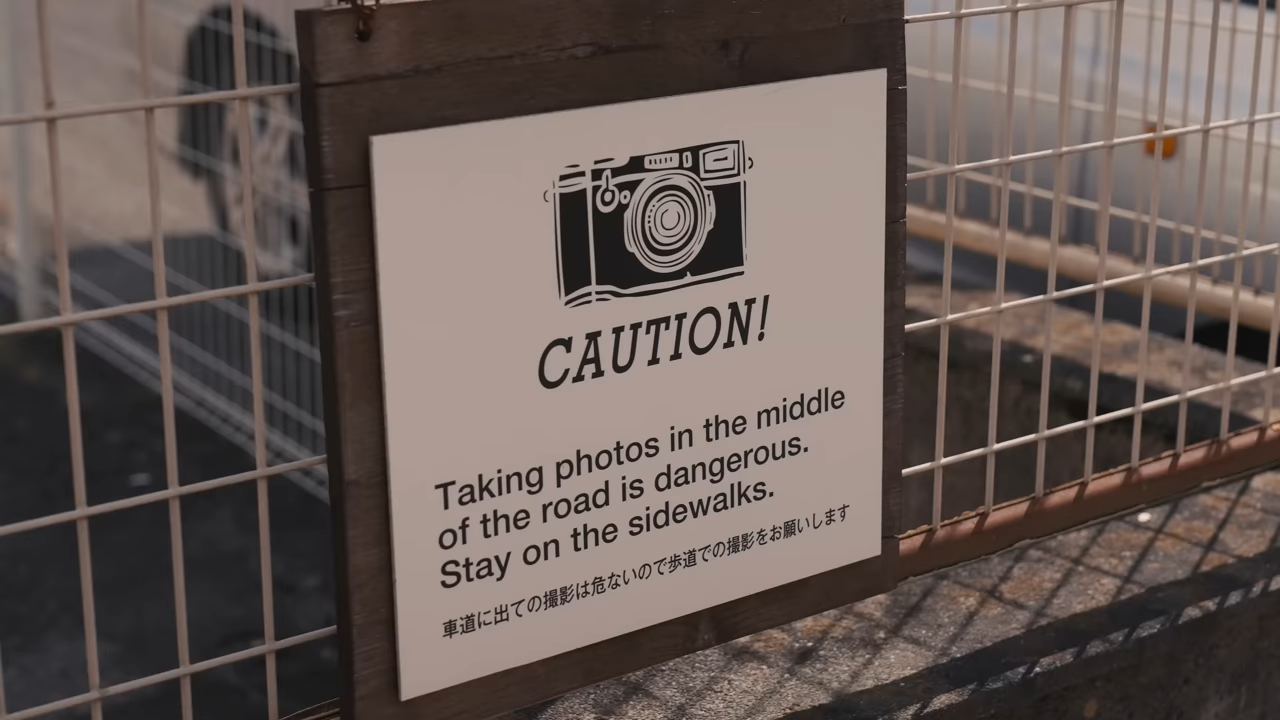 CAUTION!
Taking photos in the middle
of the road is dangerous.
Stay on the sidewalks.
車道に出ての撮影は危ないので歩道での撮影をお願いします